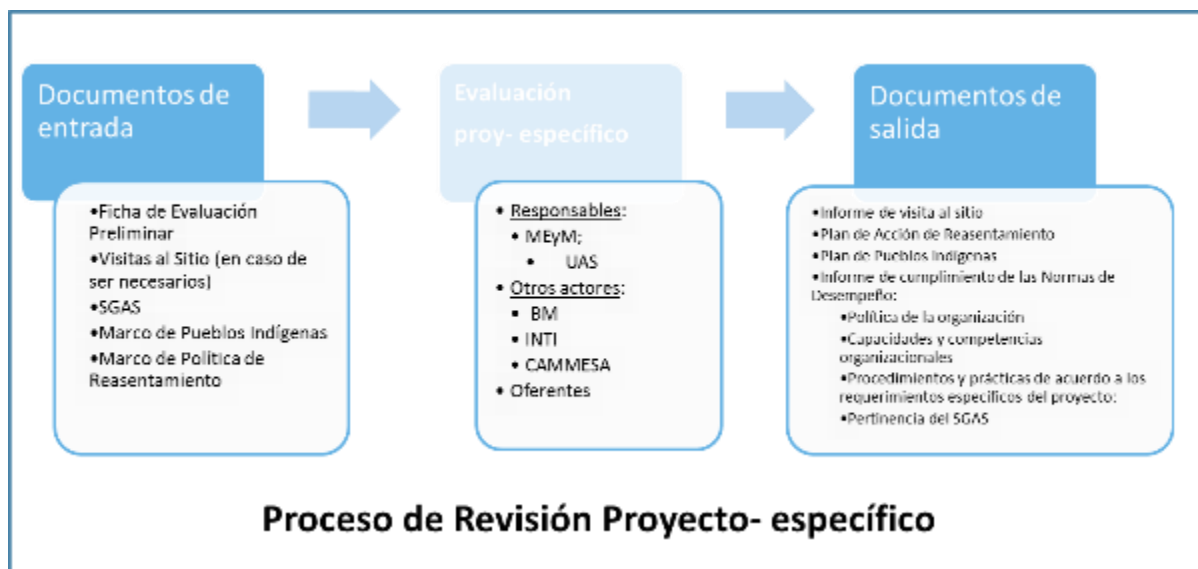 Documentos de
entrada
•Ficha de Evaluación
Preliminar
•Visitas al Sitio (en caso de
ser necesarios)
•SGAS
•Marco de Pueblos Indígenas
•Marco de Política de
Reasentamiento
Evaluación
proy- específico
• Responsables:
• MEyM;
• UAS
• Otros actores:
• BM
• INTI
• CAMMESA
• Oferentes
Documentos de
salida
•Informe de visita al sitio
•Plan de Acción de Reasentamiento
•Plan de Pueblos Indígenas
•Informe de cumplimiento de las Normas de
Desempeño:
•Política de la organización
•Capacidades y competencias
organizacionales
•Procedimientos y prácticas de acuerdo a los
requerimientos específicos del proyecto:
•Pertinencia del SGAS
Proceso de Revisión Proyecto- específico